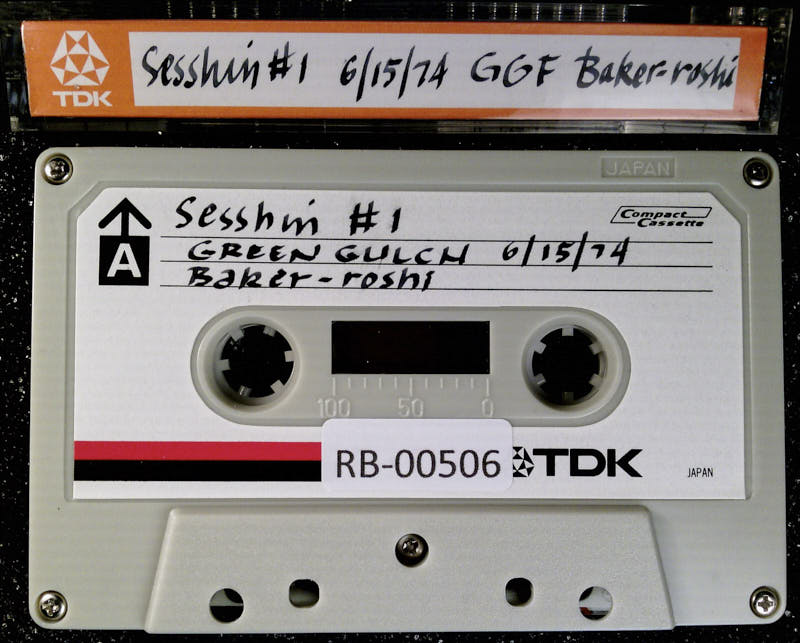 TDK
Sesshin #1 6/15/74 GGF Baker-roshi
JAPAN
Sesshin #1
Compact Cassette
A
GREEN GULCH 6/15/74
Baker-roshi
100 50 0
RB-00506
TDK
JAPAN